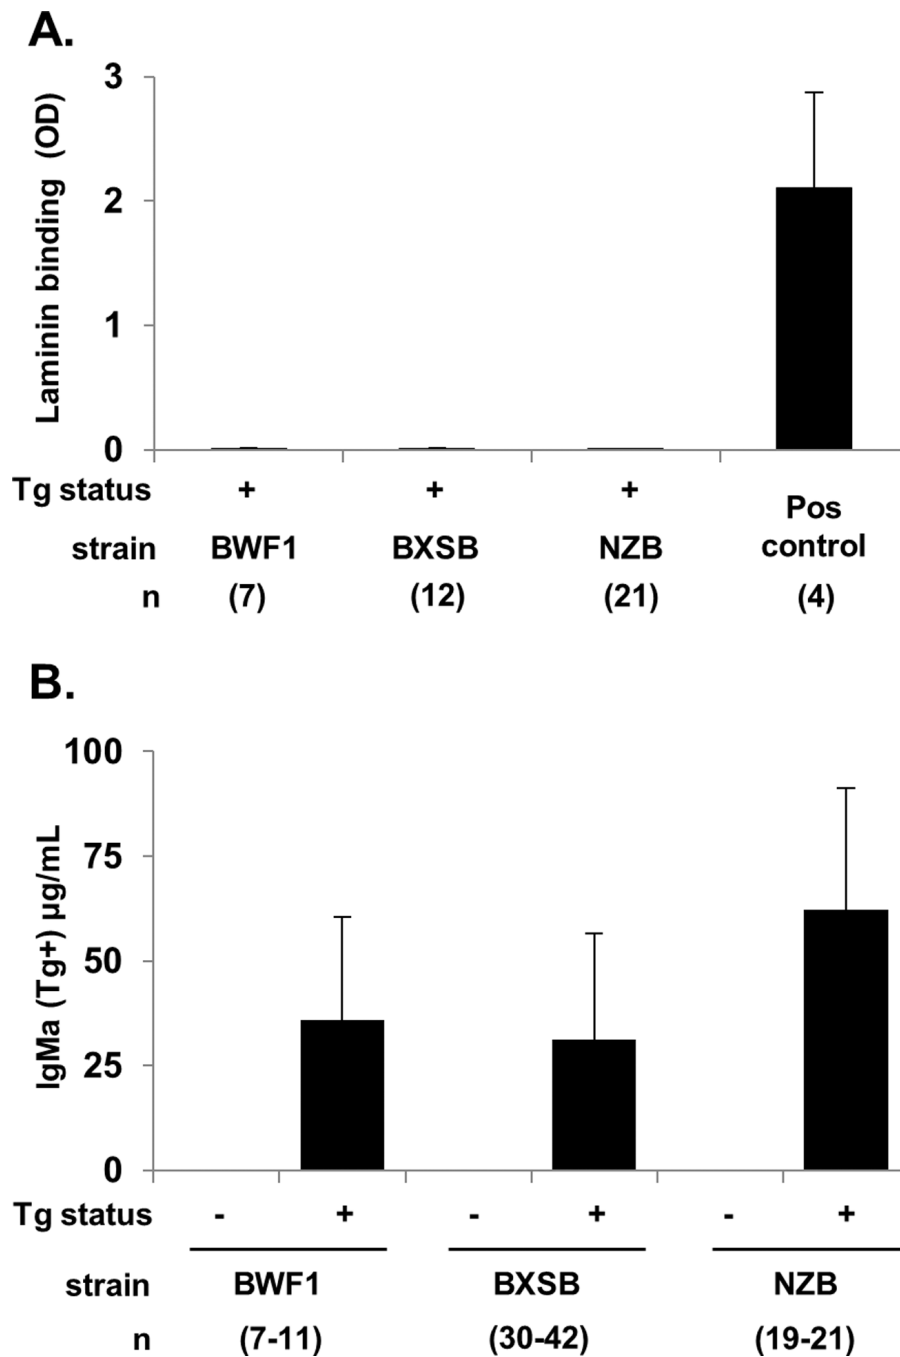 A.
Laminin binding (OD)
3
2
1
0
Tg status + + +
strain BWF1 BXSB NZB Pos control
n (7) (12) (21) (4)
B.
IgMa (Tg+) µg/mL
100
75
50
25
0
Tg status - + - + - +
strain BWF1 BXSB NZB
n (7-11) (30-42) (19-21)